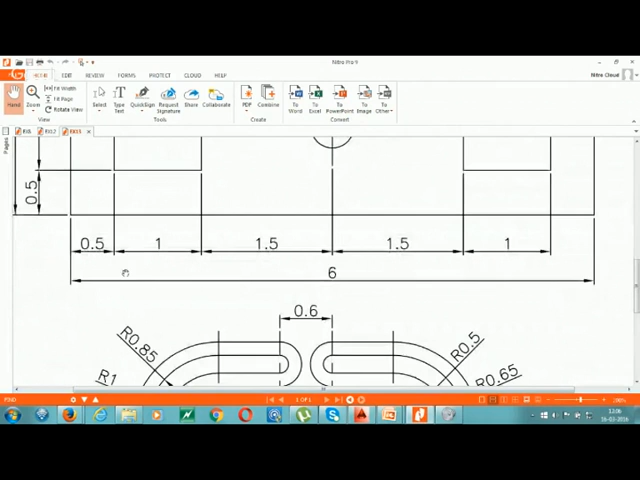 Nitro Pro 9
HOME EDIT REVIEW FORMS PROTECT CLOUD HELP
Nitro Cloud
Hand
Zoom
Fit Width
Fit Page
Rotate View
View
Select
Type Text
QuickSign
Request Signature
Share
Collaborate
Tools
PDF
Combine
Create
To Word
To Excel
To PowerPoint
To Image
To Other
Convert
Pages
0.5
0.5 1 1.5 1.5 1
6
0.6
R0.85
R0.5
R1
R0.65
FIND
1 OF 1
100%
12:06
16-03-2016